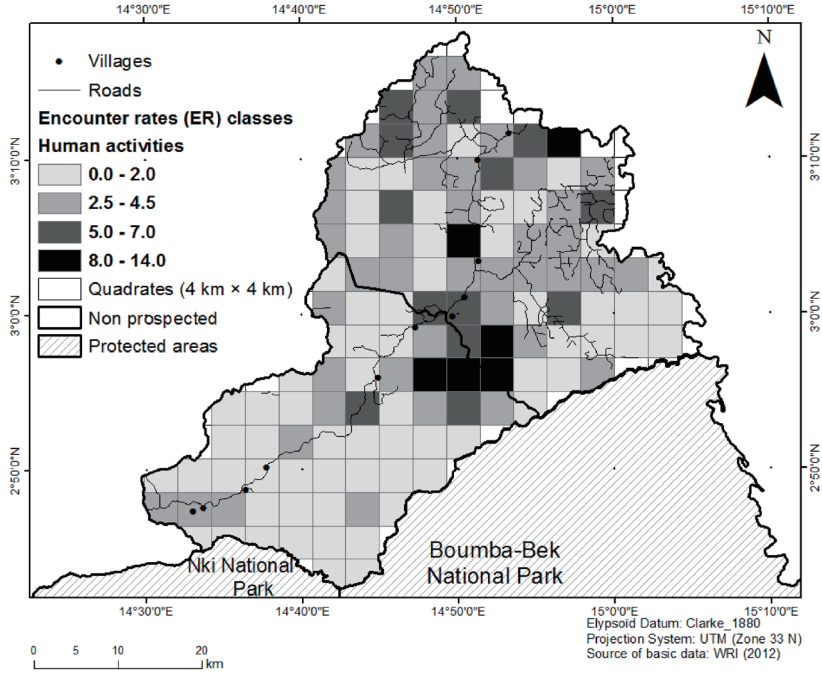 14°30'0"E 14°40'0"E 14°50'0"E 15°0'0"E 15°10'0"E
N
Villages
Roads
Encounter rates (ER) classes
Human activities
0.0 - 2.0
2.5 - 4.5
5.0 - 7.0
8.0 - 14.0
Quadrates (4 km × 4 km)
Non prospected
Protected areas
3°10'0"N
3°10'0"N
3°0'0"N
3°0'0"N
2°50'0"N
2°50'0"N
Nki National
Park
Boumba-Bek
National Park
14°30'0"E 14°40'0"E 14°50'0"E 15°0'0"E 15°10'0"E
0 5 10 20
km
Elypsoid Datum: Clarke_1880
Projection System: UTM (Zone 33 N)
Source of basic data: WRI (2012)